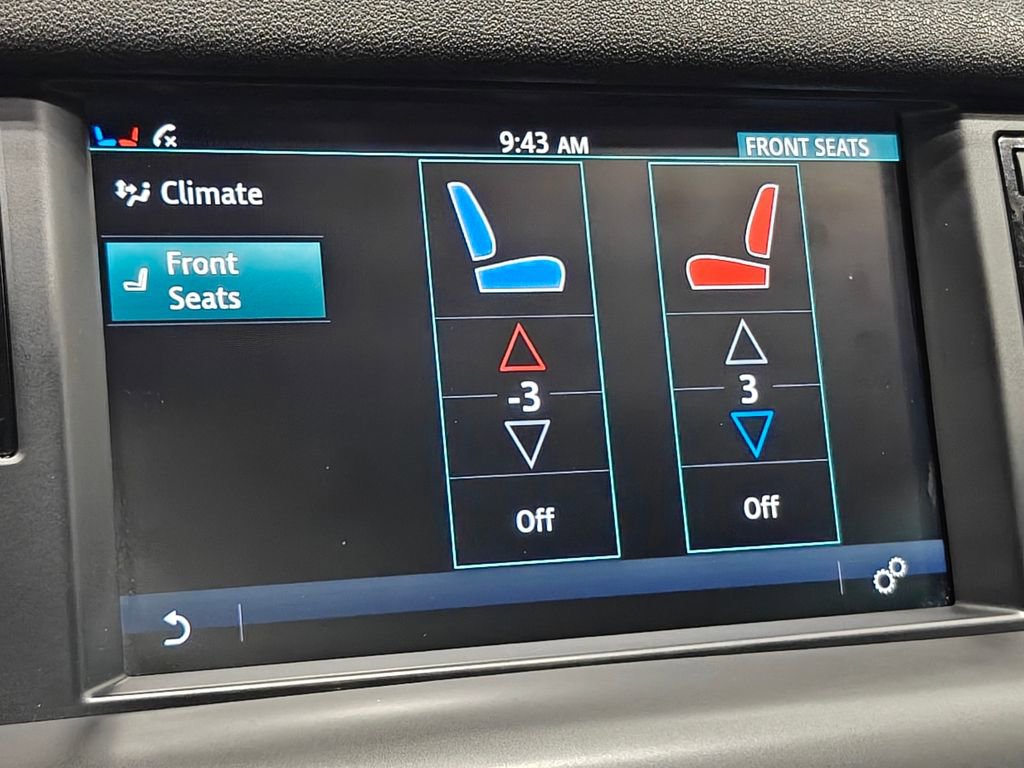 9:43 AM
FRONT SEATS
Climate
Front
Seats
-3
3
Off
Off